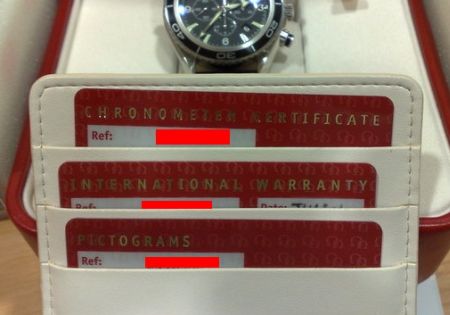 CHRONOMETER CERTIFICATE
Ref:
INTERNATIONAL WARRANTY
Ref: Date:
PICTOGRAMS
Ref: